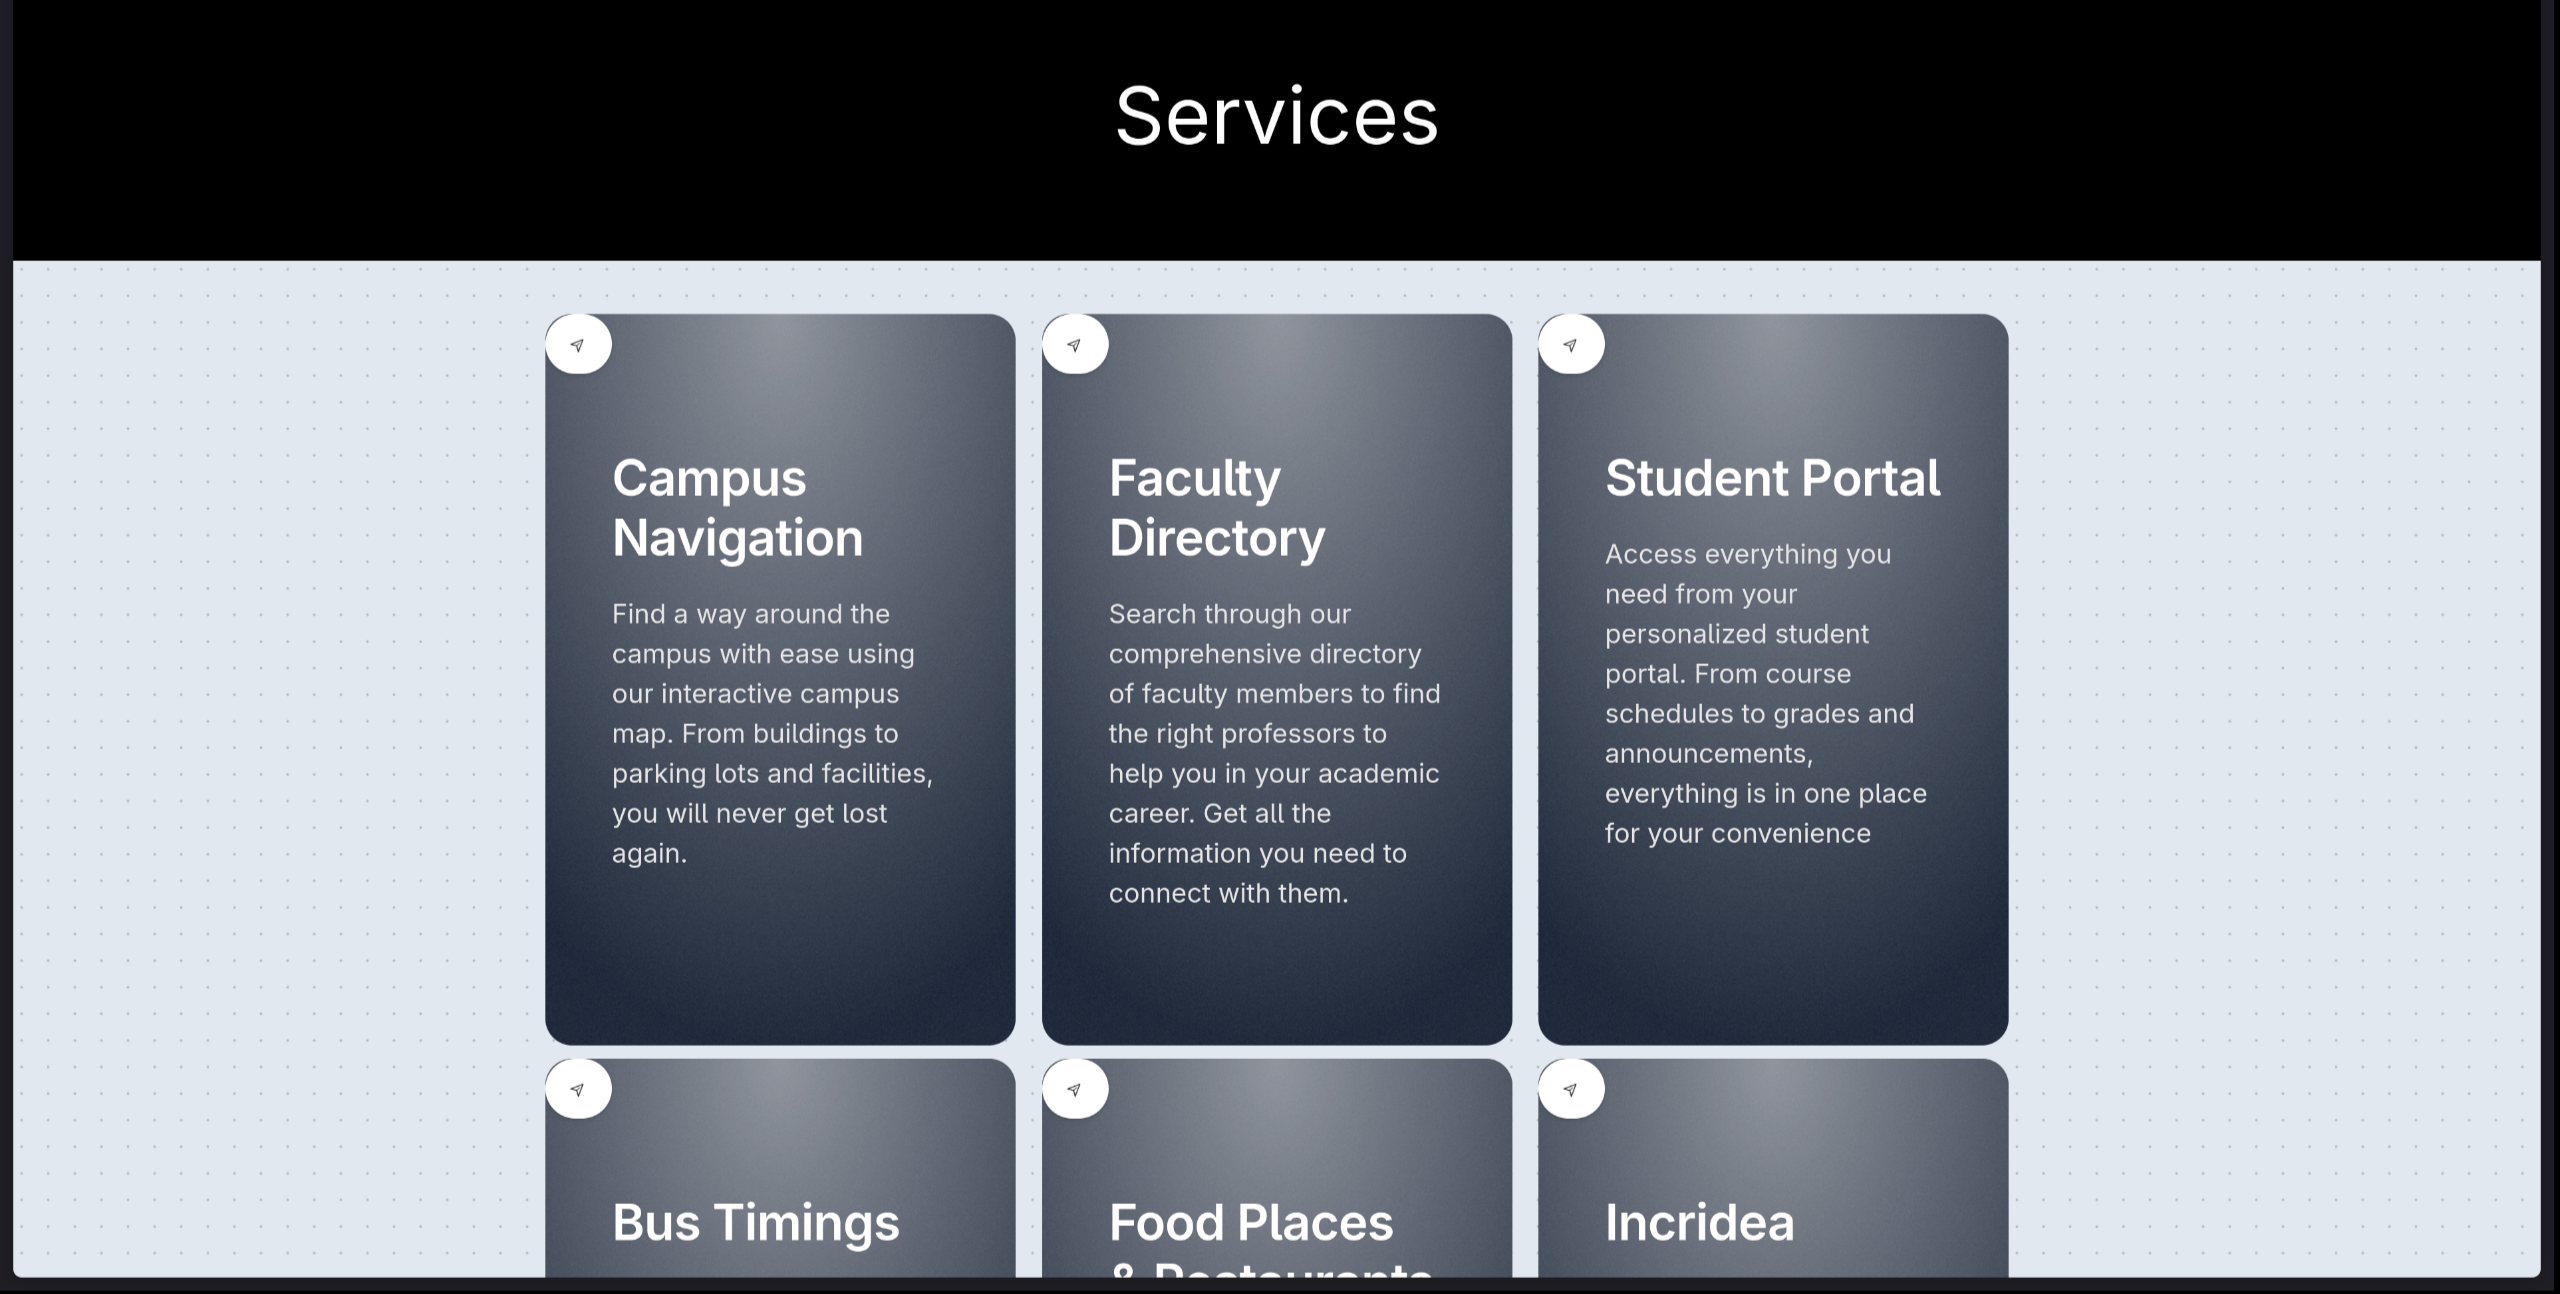 Services
Campus
Navigation
Find a way around the
campus with ease using
our interactive campus
map. From buildings to
parking lots and facilities,
you will never get lost
again.
Faculty
Directory
Search through our
comprehensive directory
of faculty members to find
the right professors to
help you in your academic
career. Get all the
information you need to
connect with them.
Student Portal
Access everything you
need from your
personalized student
portal. From course
schedules to grades and
announcements,
everything is in one place
for your convenience
Bus Timings
Food Places
& Restaurants
Incridea